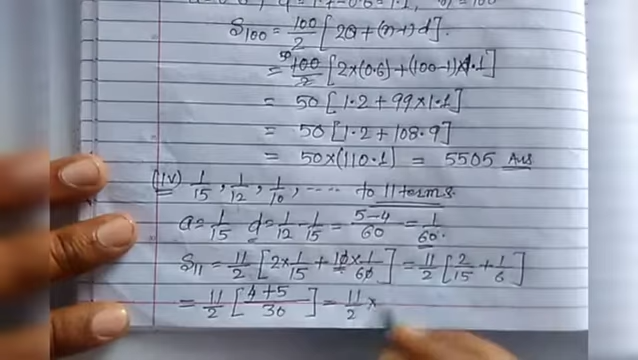 S₁₀₀ = 100/2 [2a + (n-1)d].
= 50 100/2 [2×(0.6)+(100-1)×1.1]
= 50 [1.2 + 99×1.1]
= 50 [1.2 + 108.9]
= 50×(110.1) = 5505 Ans
(iv) 1/15, 1/12, 1/10, .... to 11 terms.
a = 1/15 d = 1/12 - 1/15 = 5-4/60 = 1/60.
S₁₁ = 11/2 [2×1/15 + 10×1/60] = 11/2 [2/15 + 1/6]
= 11/2 [4+5/30] = 11/2 ×